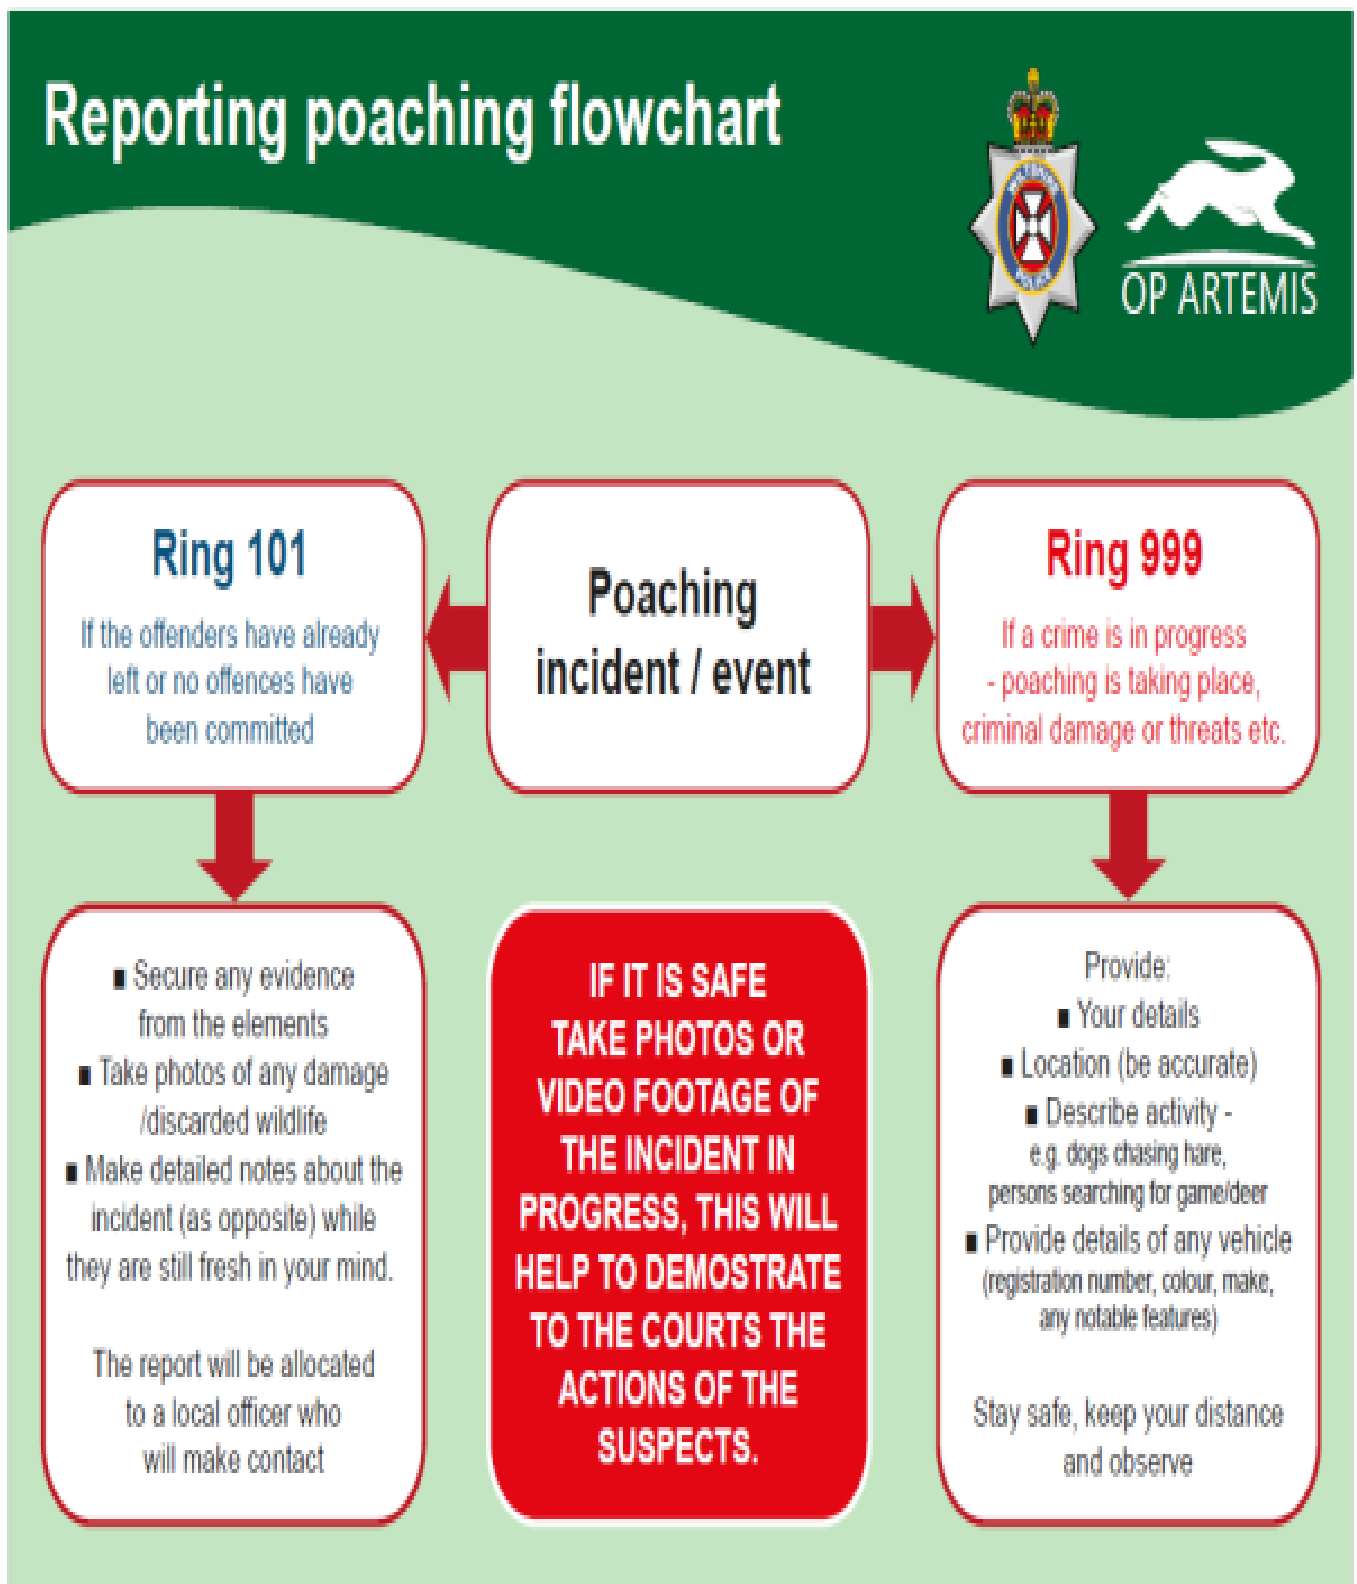 Reporting poaching flowchart
WILTSHIRE
POLICE
OP ARTEMIS
Ring 101
If the offenders have already
left or no offences have
been committed
Poaching
incident / event
Ring 999
If a crime is in progress
- poaching is taking place,
criminal damage or threats etc.
■ Secure any evidence
from the elements
■ Take photos of any damage
/discarded wildlife
■ Make detailed notes about the
incident (as opposite) while
they are still fresh in your mind.
The report will be allocated
to a local officer who
will make contact
IF IT IS SAFE
TAKE PHOTOS OR
VIDEO FOOTAGE OF
THE INCIDENT IN
PROGRESS, THIS WILL
HELP TO DEMOSTRATE
TO THE COURTS THE
ACTIONS OF THE
SUSPECTS.
Provide:
■ Your details
■ Location (be accurate)
■ Describe activity -
e.g. dogs chasing hare,
persons searching for game/deer
■ Provide details of any vehicle
(registration number, colour, make,
any notable features)
Stay safe, keep your distance
and observe